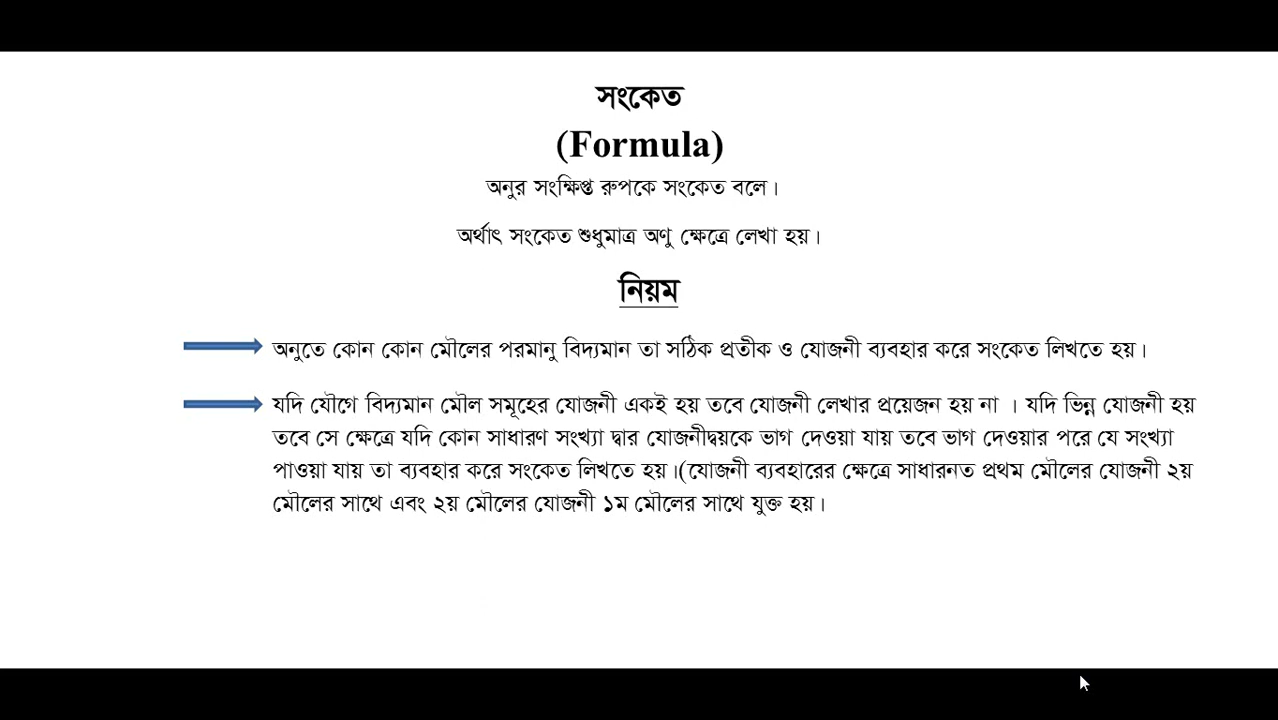 সংকেত
(Formula)
অনুর সংক্ষিপ্ত রুপকে সংকেত বলে।
অর্থাৎ সংকেত শুধুমাত্র অণু ক্ষেত্রে লেখা হয়।
নিয়ম
অনুতে কোন কোন মৌলের পরমানু বিদ্যমান তা সঠিক প্রতীক ও যোজনী ব্যবহার করে সংকেত লিখতে হয়।
যদি যৌগে বিদ্যমান মৌল সমূহের যোজনী একই হয় তবে যোজনী লেখার প্রয়েজন হয় না । যদি ভিন্ন যোজনী হয়
তবে সে ক্ষেত্রে যদি কোন সাধারণ সংখ্যা দ্বার যোজনীদ্বয়কে ভাগ দেওয়া যায় তবে ভাগ দেওয়ার পরে যে সংখ্যা
পাওয়া যায় তা ব্যবহার করে সংকেত লিখতে হয়।(যোজনী ব্যবহারের ক্ষেত্রে সাধারনত প্রথম মৌলের যোজনী ২য়
মৌলের সাথে এবং ২য় মৌলের যোজনী ১ম মৌলের সাথে যুক্ত হয়।